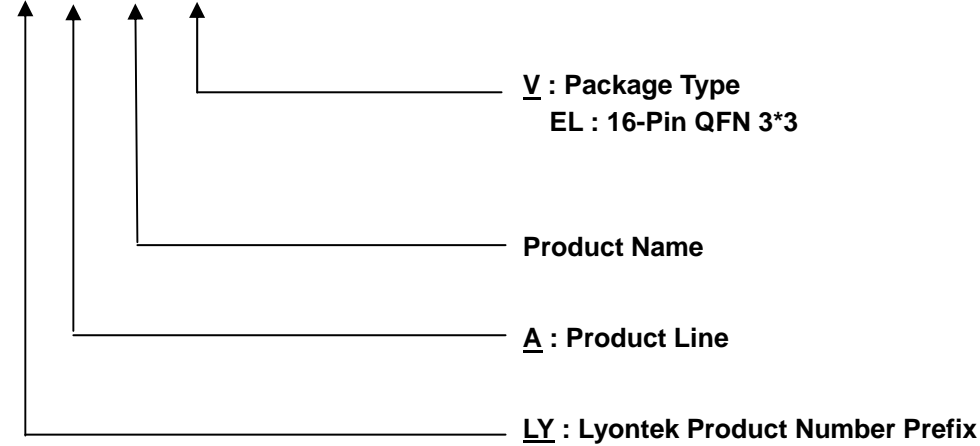 V : Package Type
EL : 16-Pin QFN 3*3
Product Name
A : Product Line
LY : Lyontek Product Number Prefix